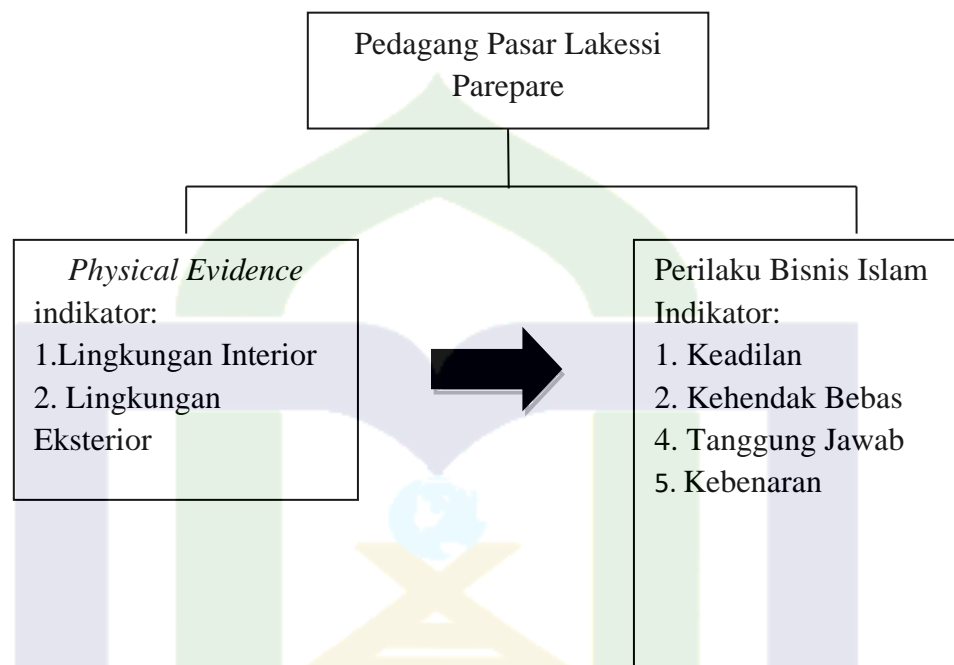 Pedagang Pasar Lakessi
Parepare
Physical Evidence
indikator:
1.Lingkungan Interior
2. Lingkungan
Eksterior
Perilaku Bisnis Islam
Indikator:
1. Keadilan
2. Kehendak Bebas
4. Tanggung Jawab
5. Kebenaran